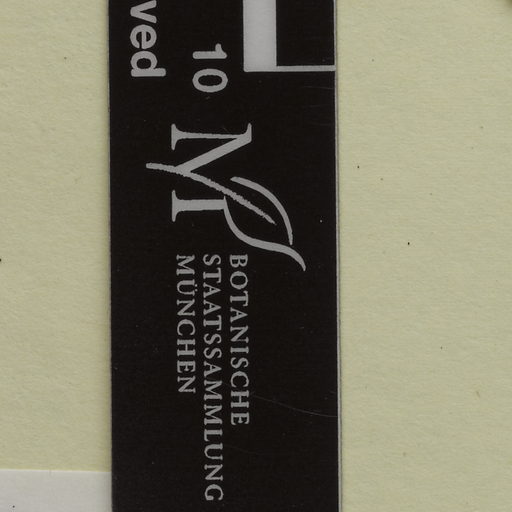 10
ved
M
BOTANISCHE
STAATSSAMMLUNG
MÜNCHEN